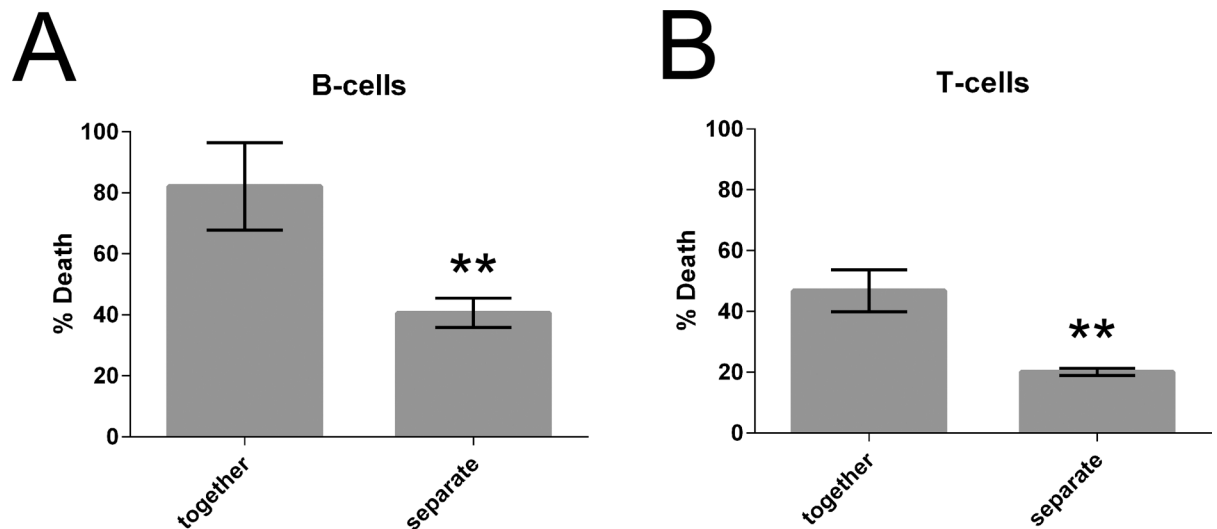 A
B-cells
% Death
100
80
60
40
20
0
**
together
separate
B
T-cells
% Death
100
80
60
40
20
0
**
together
separate